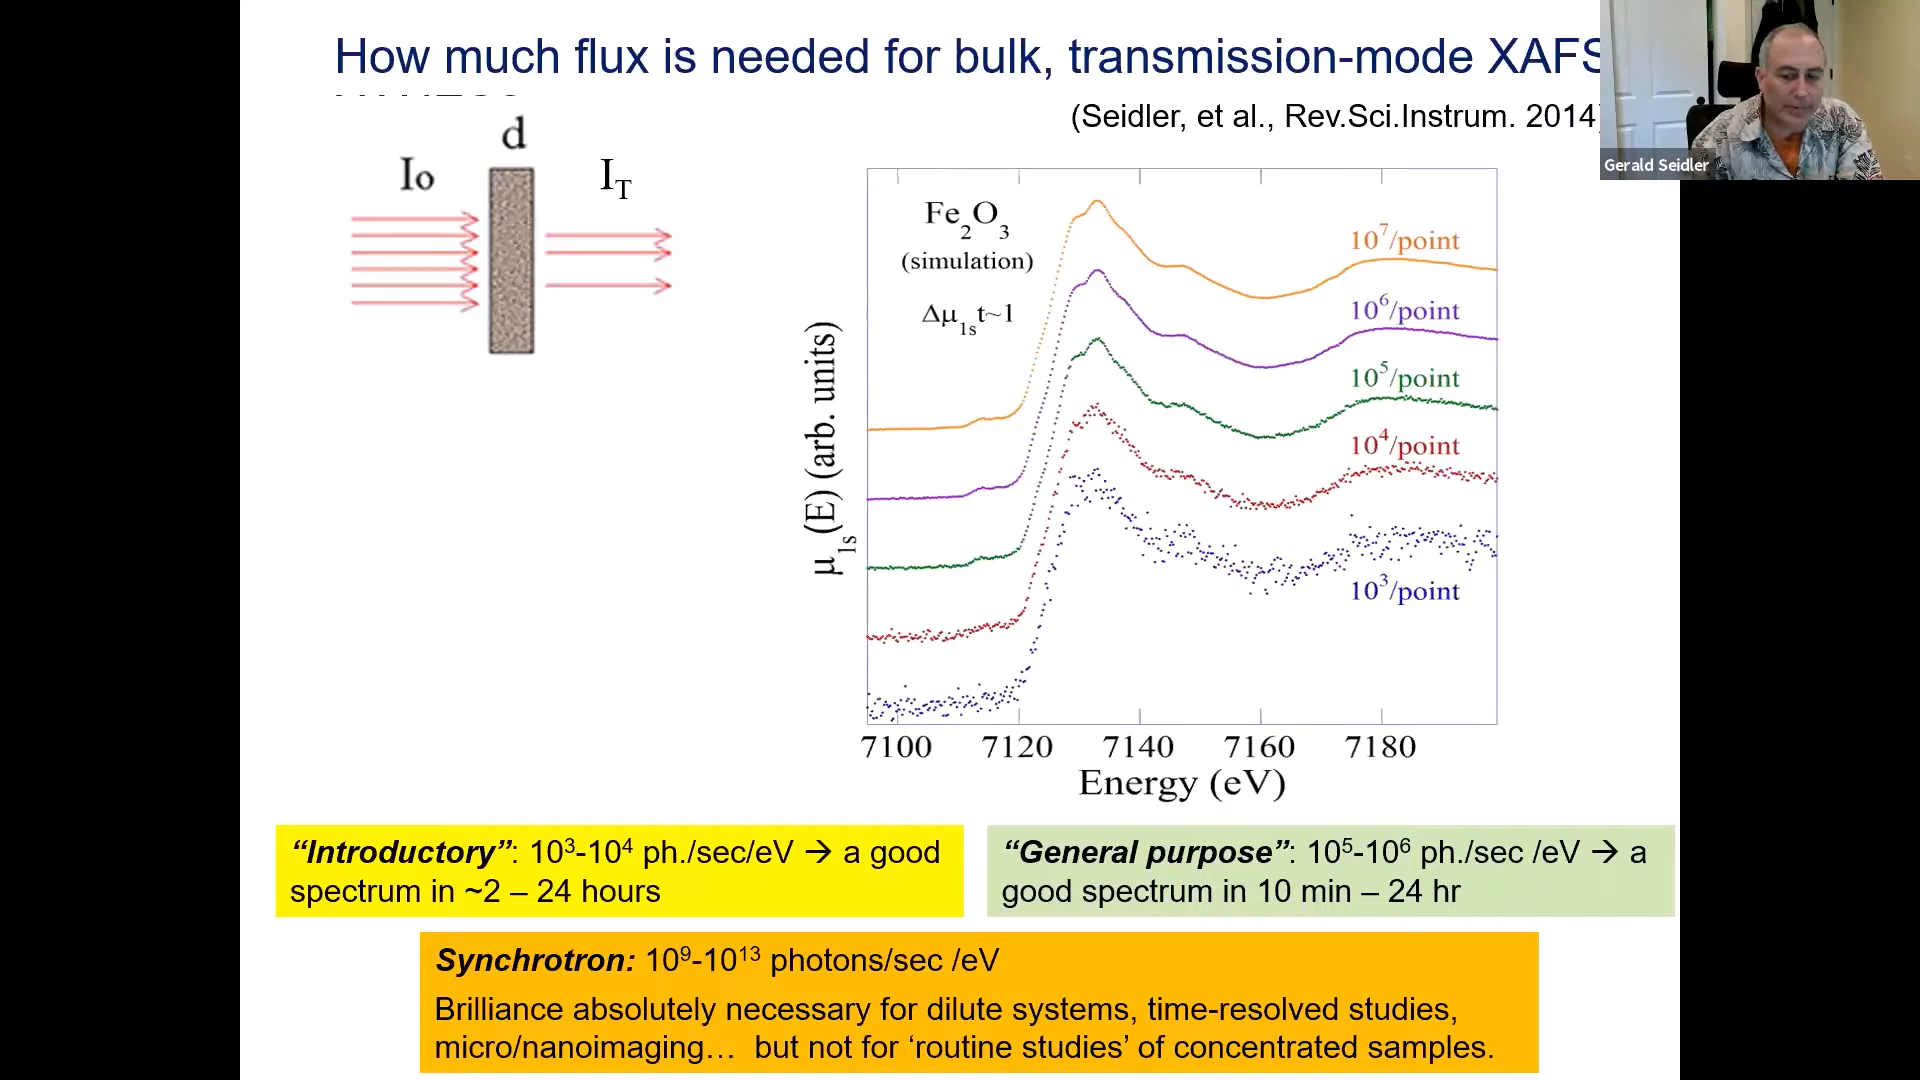 How much flux is needed for bulk, transmission-mode XAFS
(Seidler, et al., Rev.Sci.Instrum. 2014)
Gerald Seidler
d
Io
I_T
Fe₂O₃
(simulation)
Δμ_1s t~1
10⁷/point
10⁶/point
10⁵/point
10⁴/point
10³/point
μ_1s(E) (arb. units)
7100 7120 7140 7160 7180
Energy (eV)
“Introductory”: 10³-10⁴ ph./sec/eV → a good
spectrum in ~2 – 24 hours
“General purpose”: 10⁵-10⁶ ph./sec /eV → a
good spectrum in 10 min – 24 hr
Synchrotron: 10⁹-10¹³ photons/sec /eV
Brilliance absolutely necessary for dilute systems, time-resolved studies,
micro/nanoimaging… but not for ‘routine studies’ of concentrated samples.